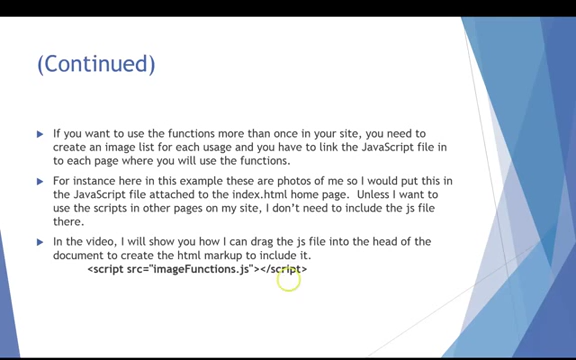 (Continued)
If you want to use the functions more than once in your site, you need to
create an image list for each usage and you have to link the JavaScript file in
to each page where you will use the functions.
For instance here in this example these are photos of me so I would put this in
the JavaScript file attached to the index.html home page.  Unless I want to
use the scripts in other pages on my site, I don't need to include the js file
there.
In the video, I will show you how I can drag the js file into the head of the
document to create the html markup to include it.
<script src="imageFunctions.js"></script>